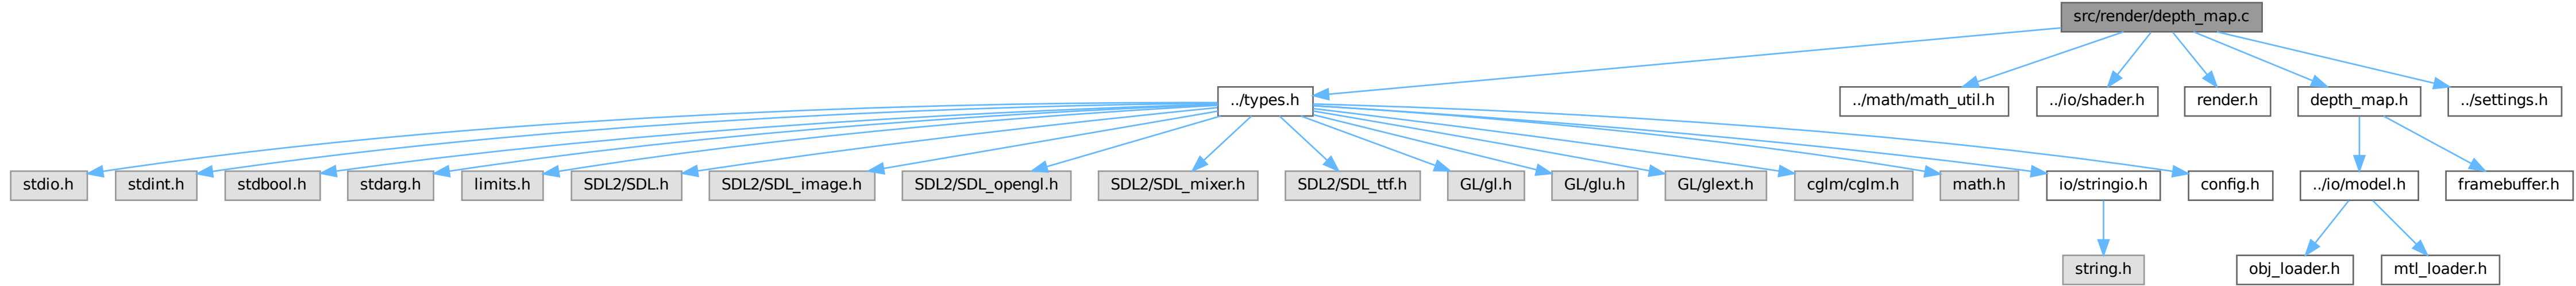 src/render/depth_map.c
../types.h
../math/math_util.h
../io/shader.h
render.h
depth_map.h
../settings.h
stdio.h
stdint.h
stdbool.h
stdarg.h
limits.h
SDL2/SDL.h
SDL2/SDL_image.h
SDL2/SDL_opengl.h
SDL2/SDL_mixer.h
SDL2/SDL_ttf.h
GL/gl.h
GL/glu.h
GL/glext.h
cglm/cglm.h
math.h
io/stringio.h
config.h
../io/model.h
framebuffer.h
string.h
obj_loader.h
mtl_loader.h